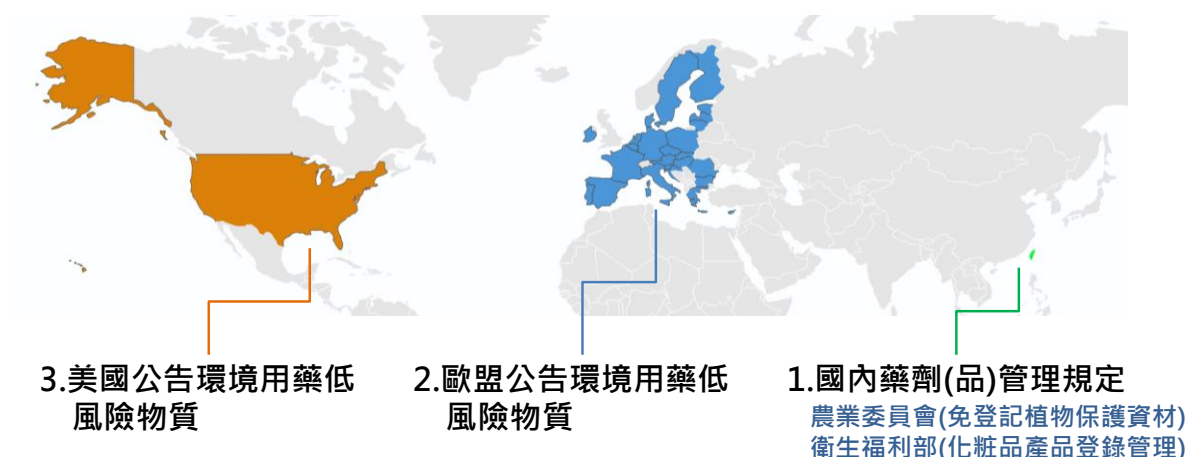 3.美國公告環境用藥低
風險物質
2.歐盟公告環境用藥低
風險物質
1.國內藥劑(品)管理規定
農業委員會(免登記植物保護資材)
衛生福利部(化粧品產品登錄管理)